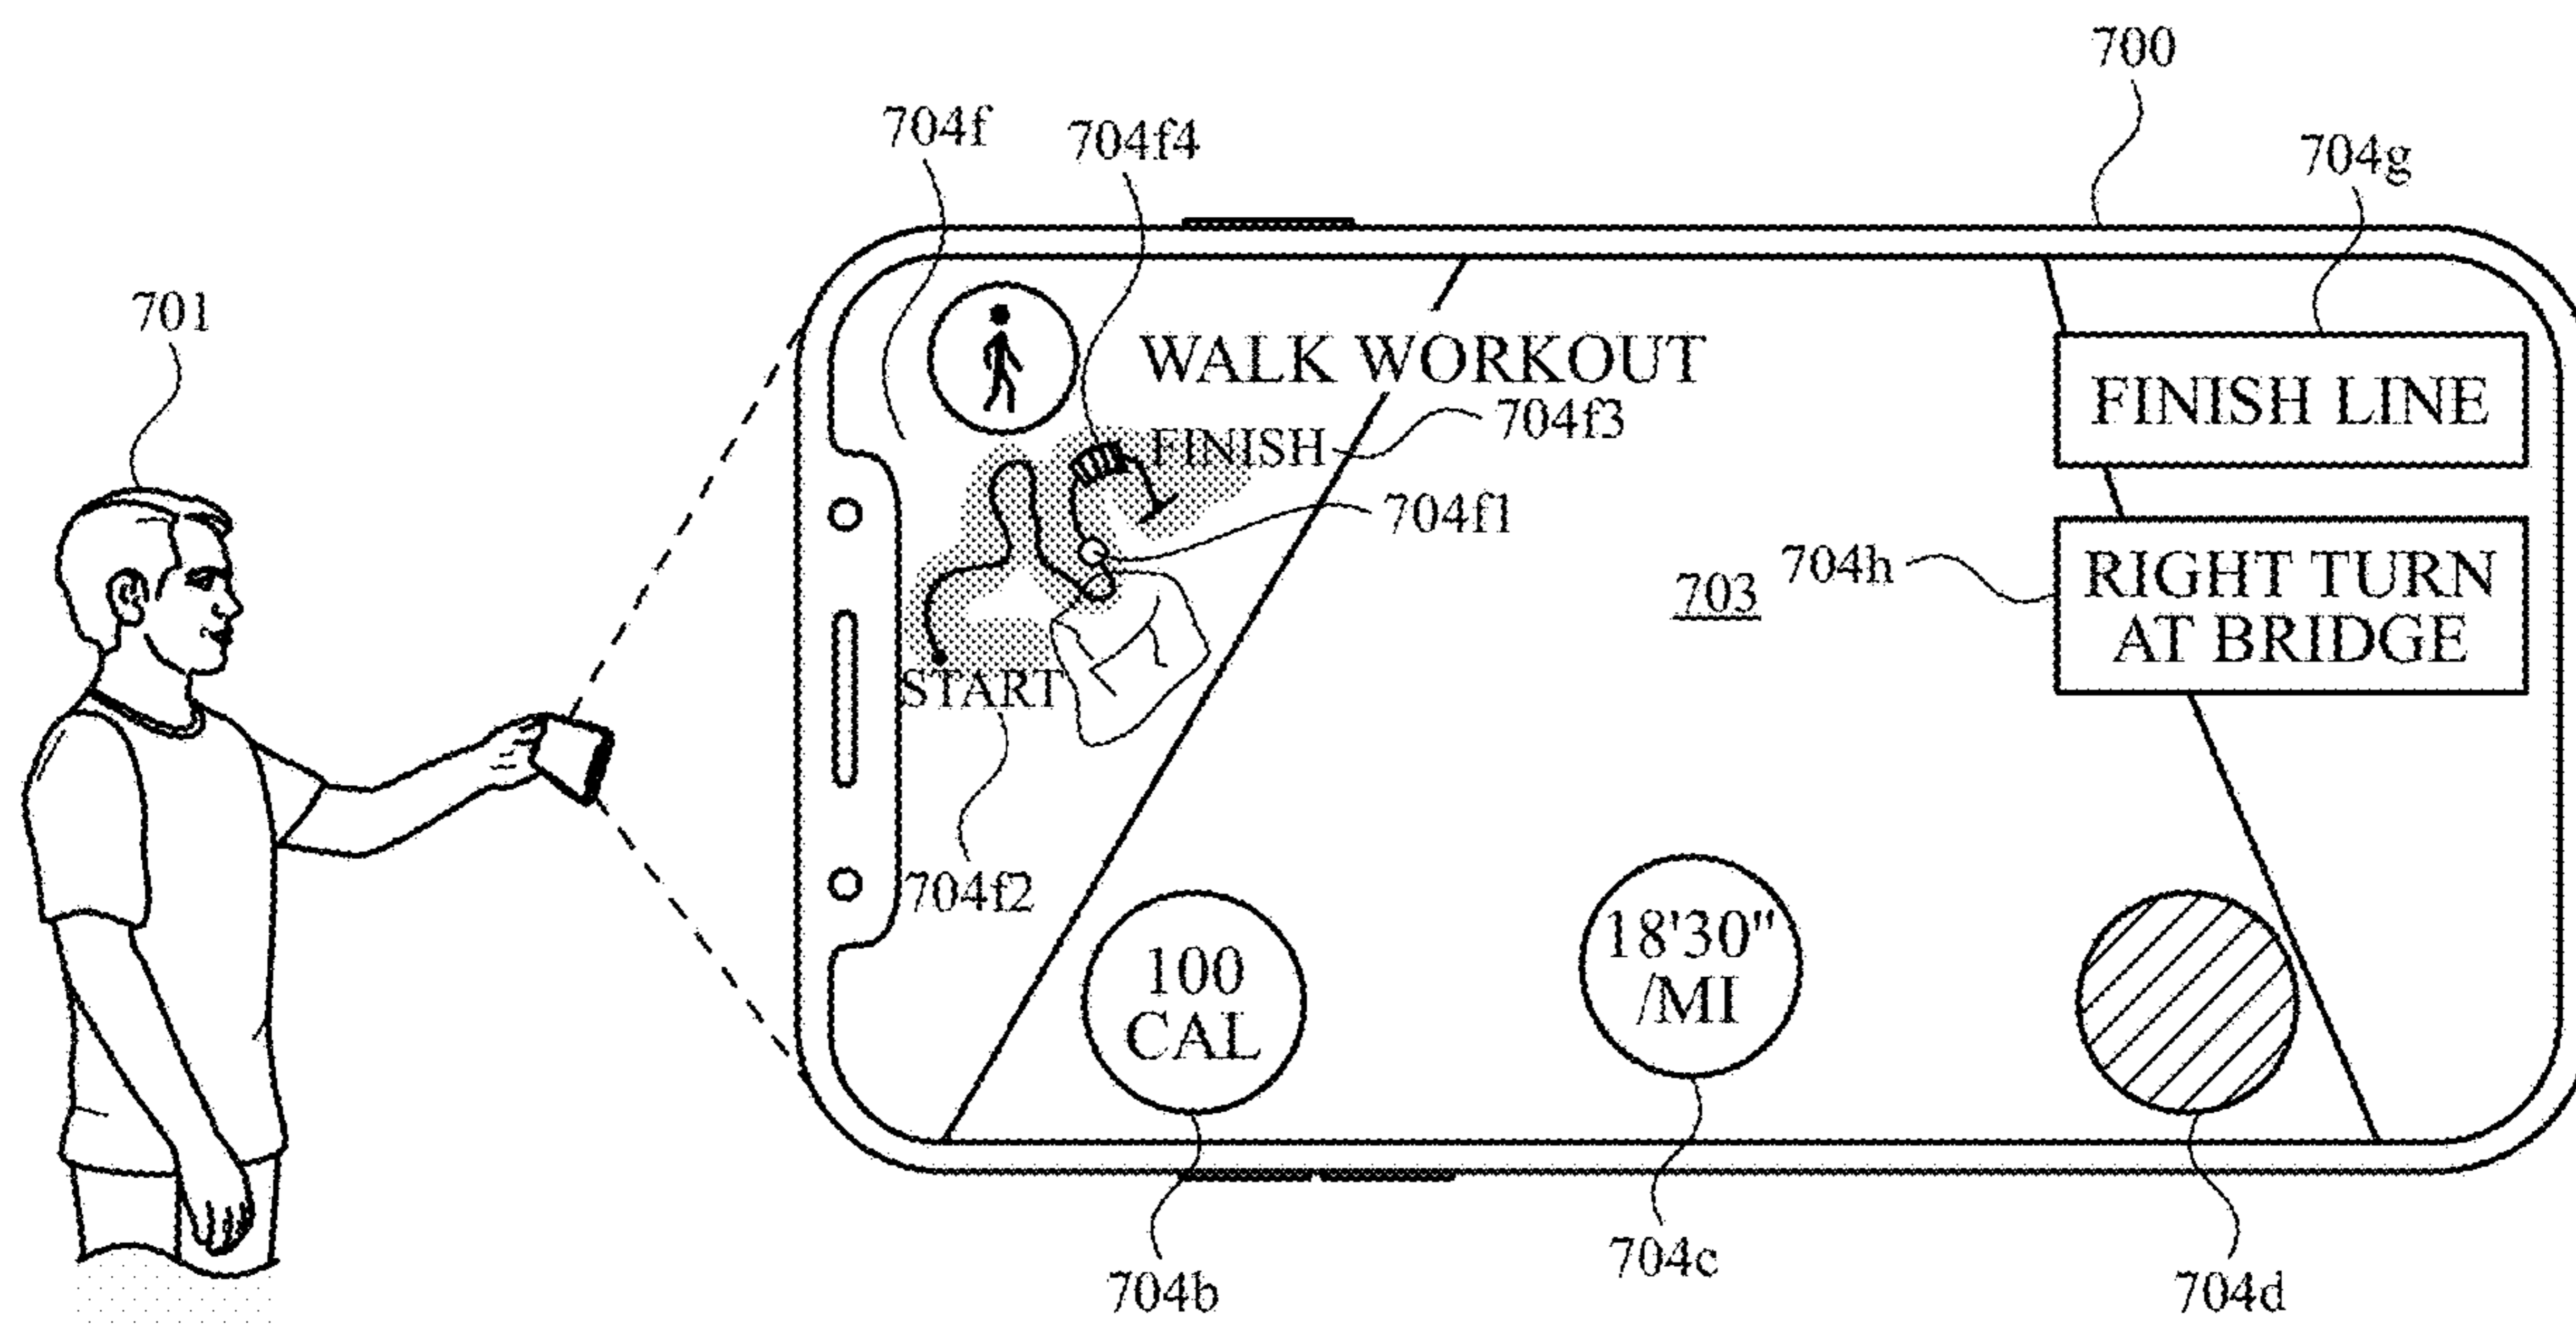 700
704f
704f4
704g
701
WALK WORKOUT
FINISH
704f3
FINISH LINE
704f1
703
704h
RIGHT TURN
AT BRIDGE
START
704f2
100
CAL
18'30"
/MI
704b
704c
704d